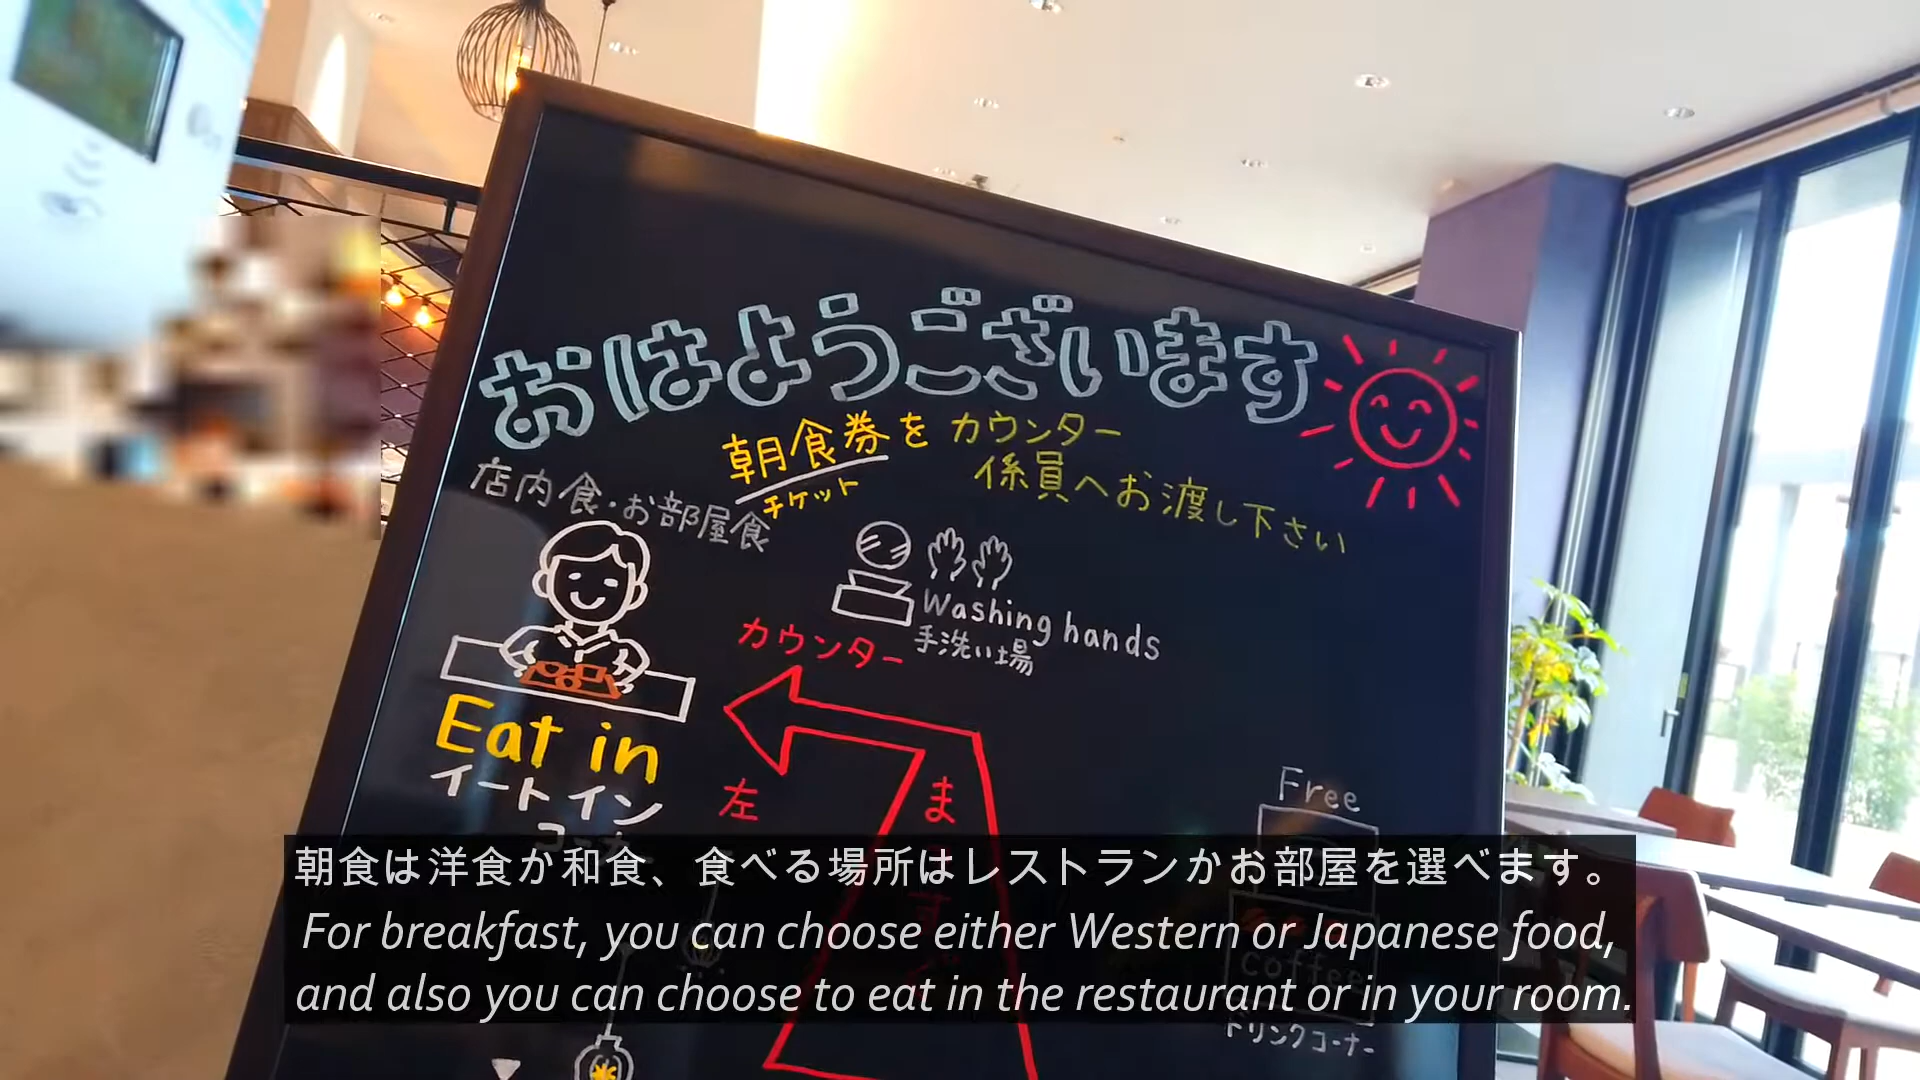 おはようございます
朝食券を カウンター
チケット
係員へお渡し下さい
店内食・お部屋食
Washing hands
手洗い場
カウンター
Eat in
イートイン
コーナー
左
ま
Free
coffee
ドリンクコーナー
朝食は洋食か和食、食べる場所はレストランかお部屋を選べます。
For breakfast, you can choose either Western or Japanese food,
and also you can choose to eat in the restaurant or in your room.